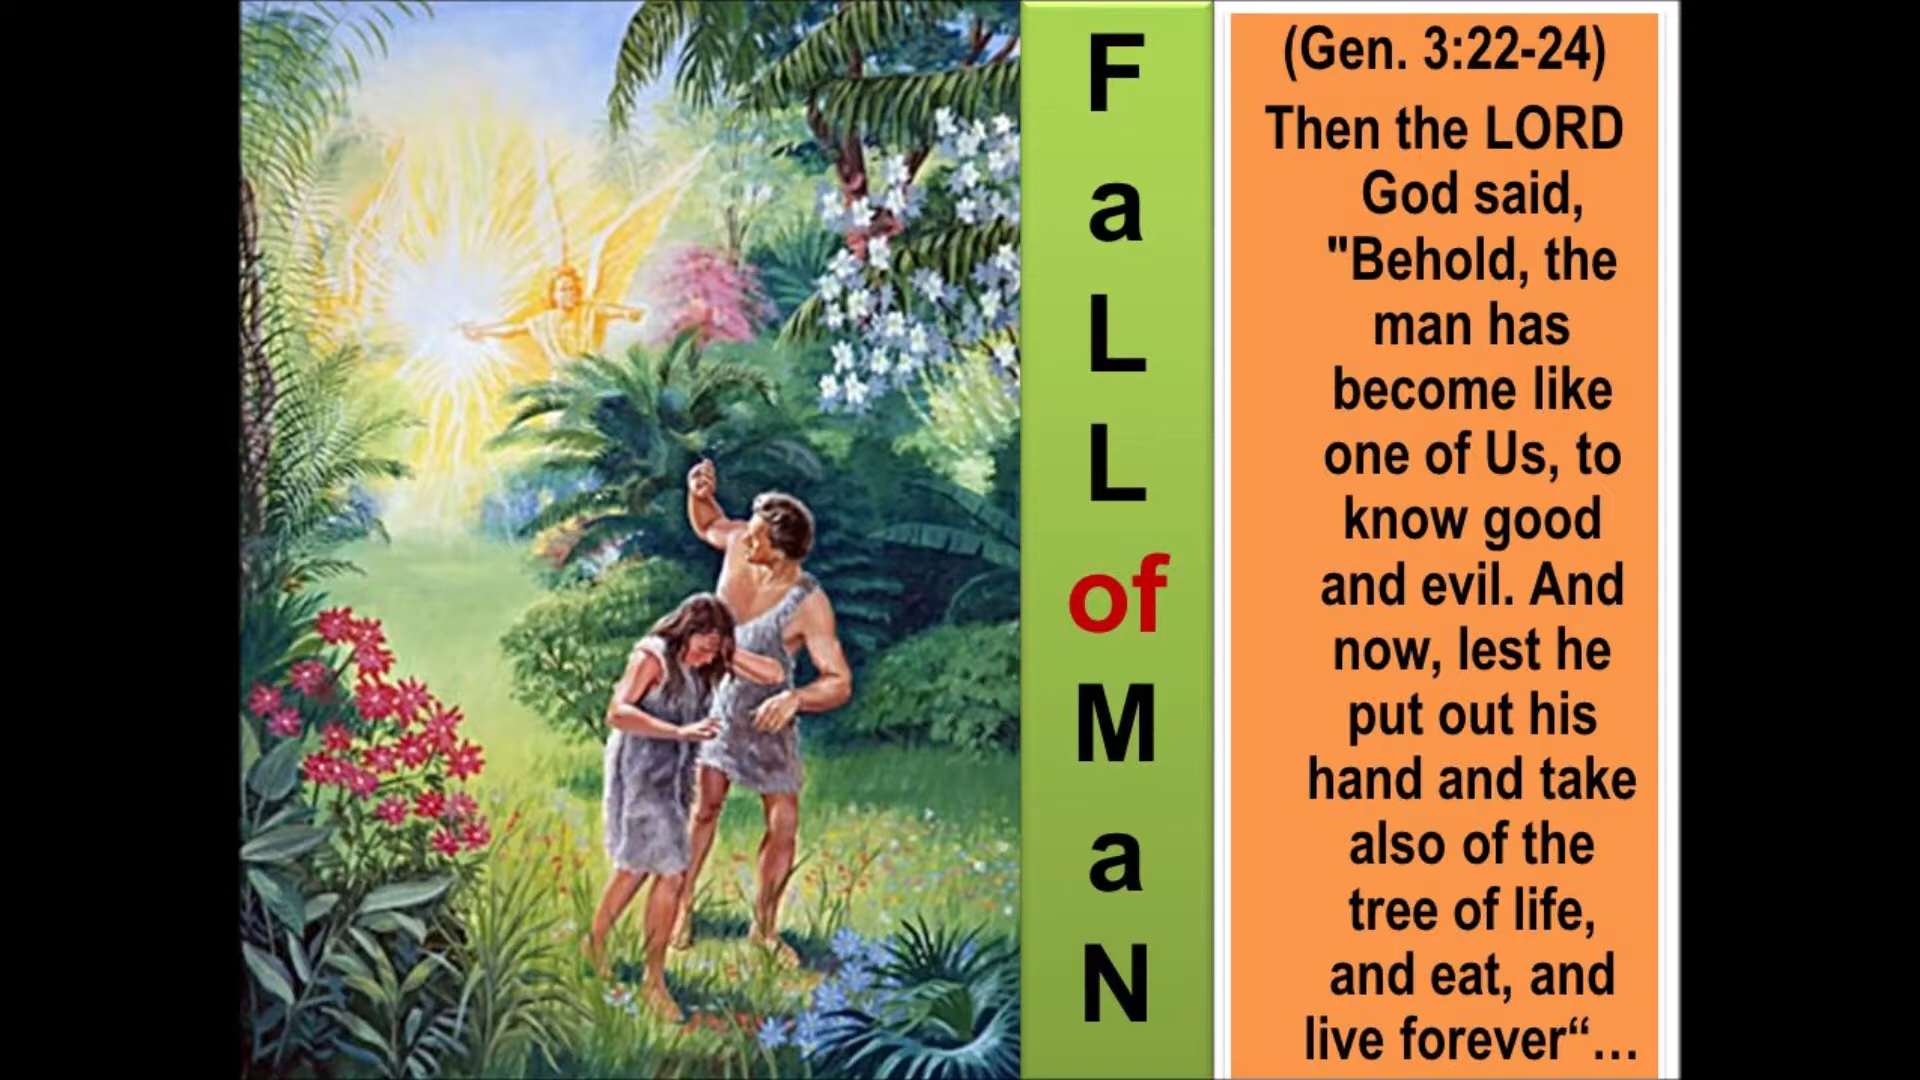 F
a
L
L
of
M
a
N
(Gen. 3:22-24)
Then the LORD
God said,
"Behold, the
man has
become like
one of Us, to
know good
and evil. And
now, lest he
put out his
hand and take
also of the
tree of life,
and eat, and
live forever“...